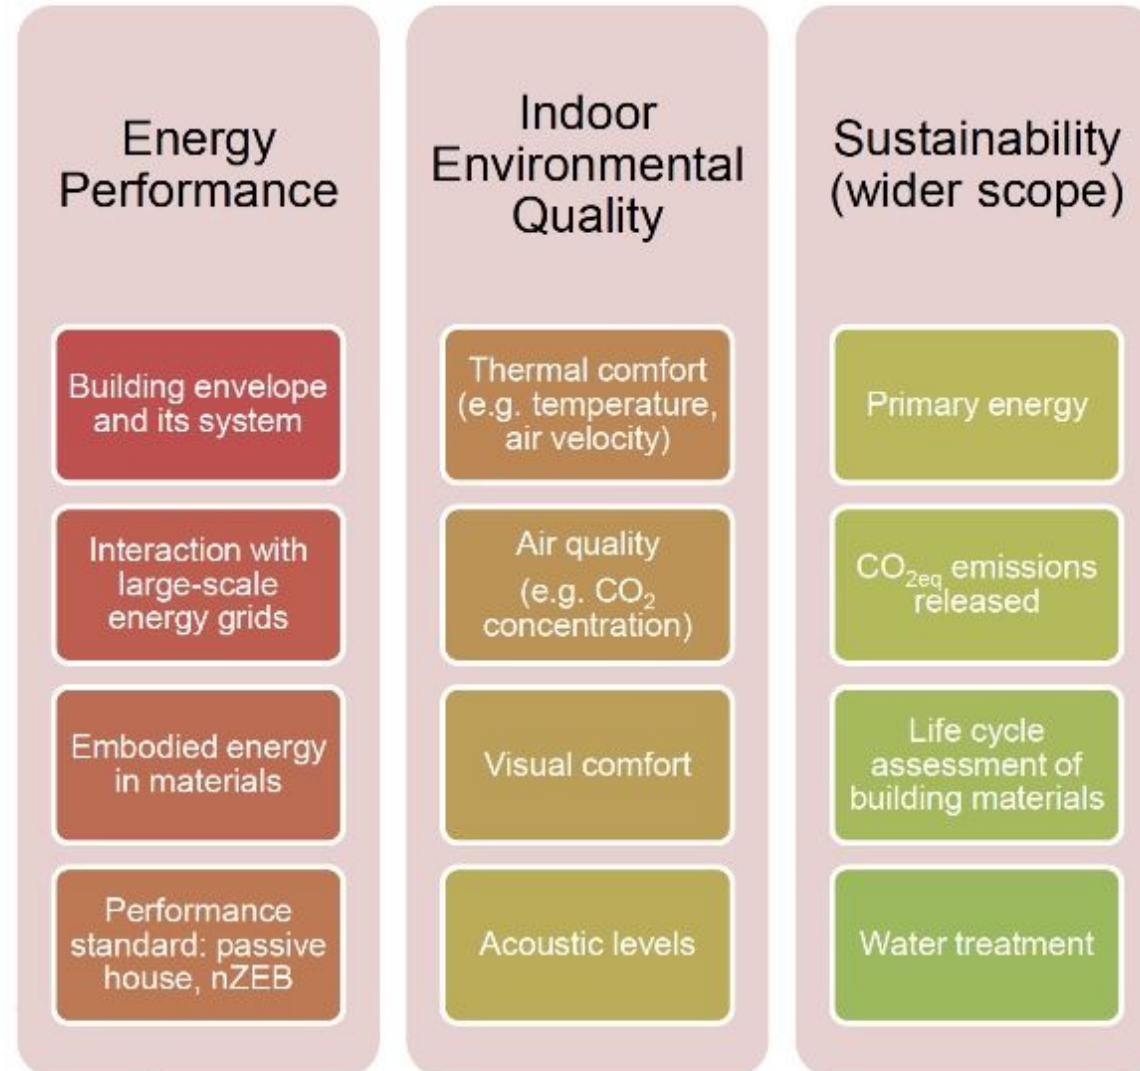 Energy
Performance
Building envelope
and its system
Interaction with
large-scale
energy grids
Embodied energy
in materials
Performance
standard: passive
house, nZEB
Indoor
Environmental
Quality
Thermal comfort
(e.g. temperature,
air velocity)
Air quality
(e.g. CO₂
concentration)
Visual comfort
Acoustic levels
Sustainability
(wider scope)
Primary energy
CO₂eq emissions
released
Life cycle
assessment of
building materials
Water treatment